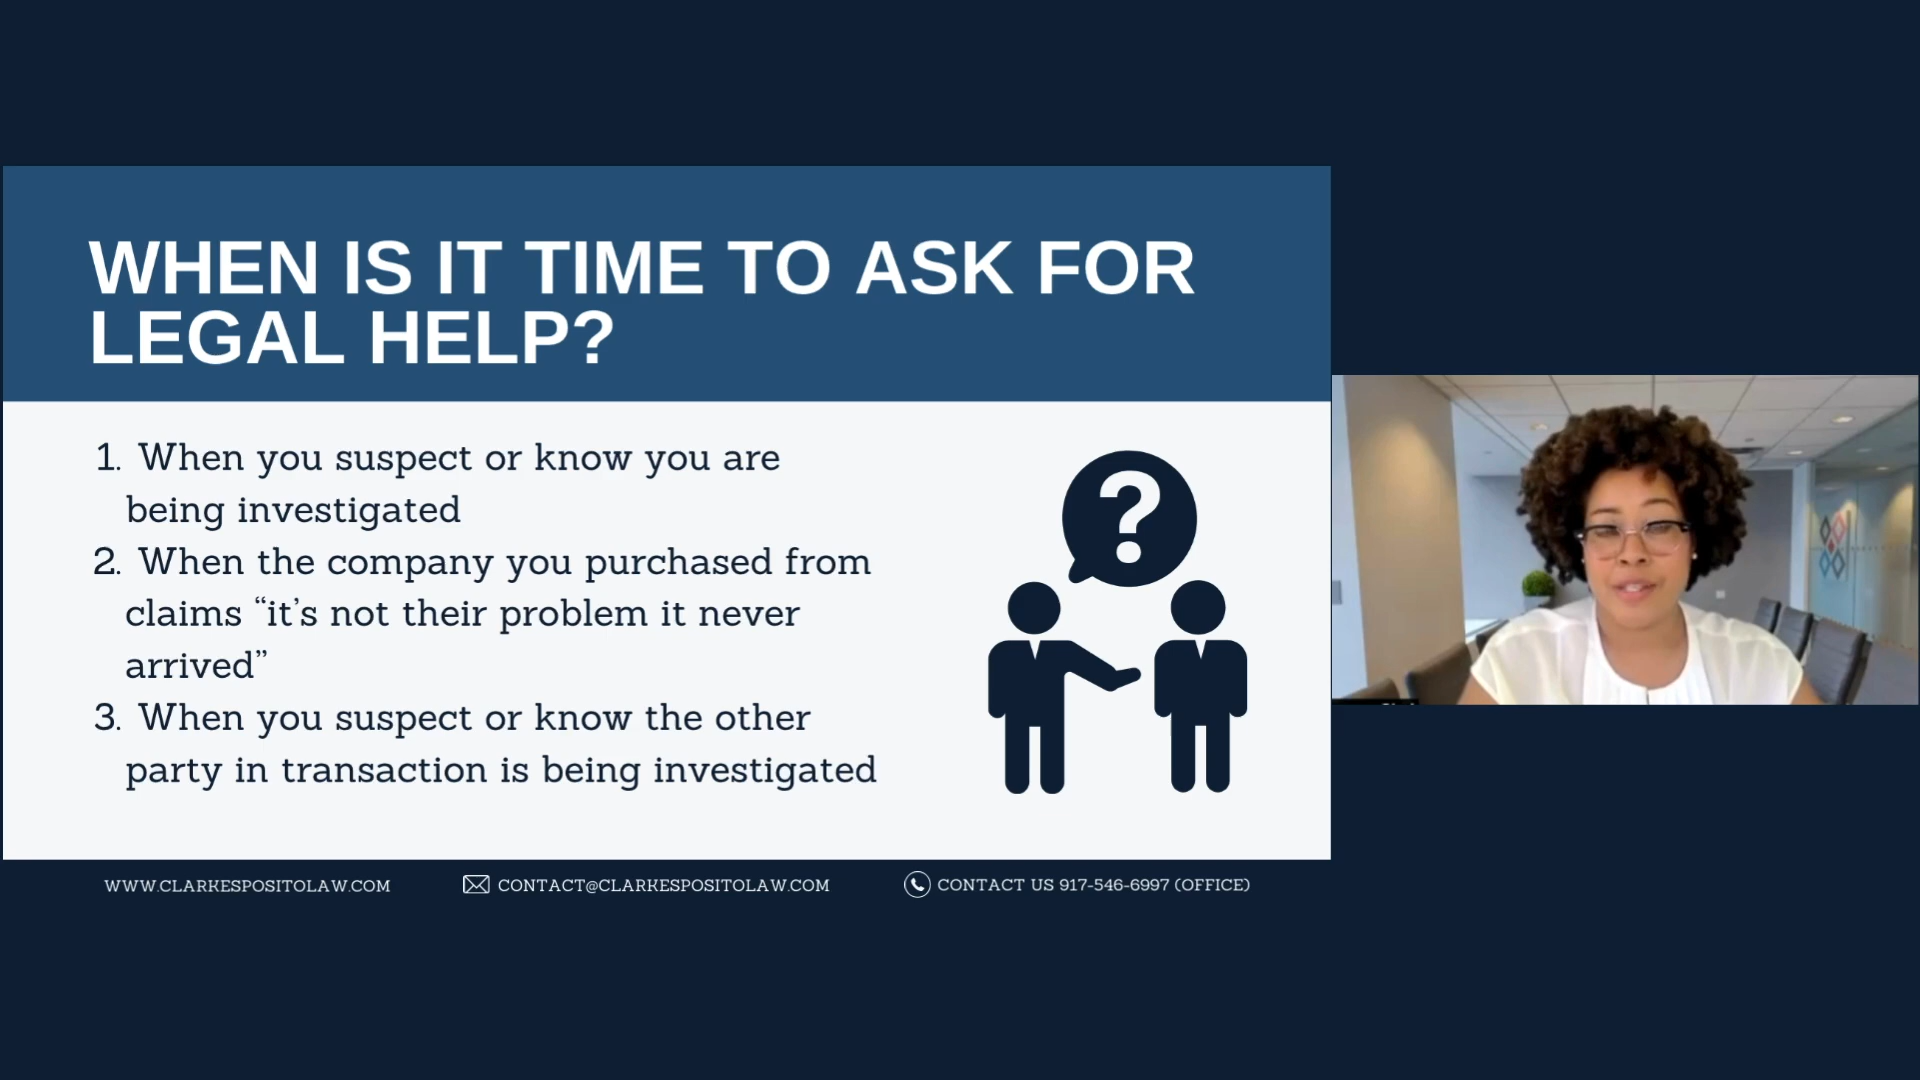 WHEN IS IT TIME TO ASK FOR
LEGAL HELP?
?
1. When you suspect or know you are
being investigated
2. When the company you purchased from
claims “it’s not their problem it never
arrived”
3. When you suspect or know the other
party in transaction is being investigated
WWW.CLARKESPOSITOLAW.COM
CONTACT@CLARKESPOSITOLAW.COM
CONTACT US 917-546-6997 (OFFICE)